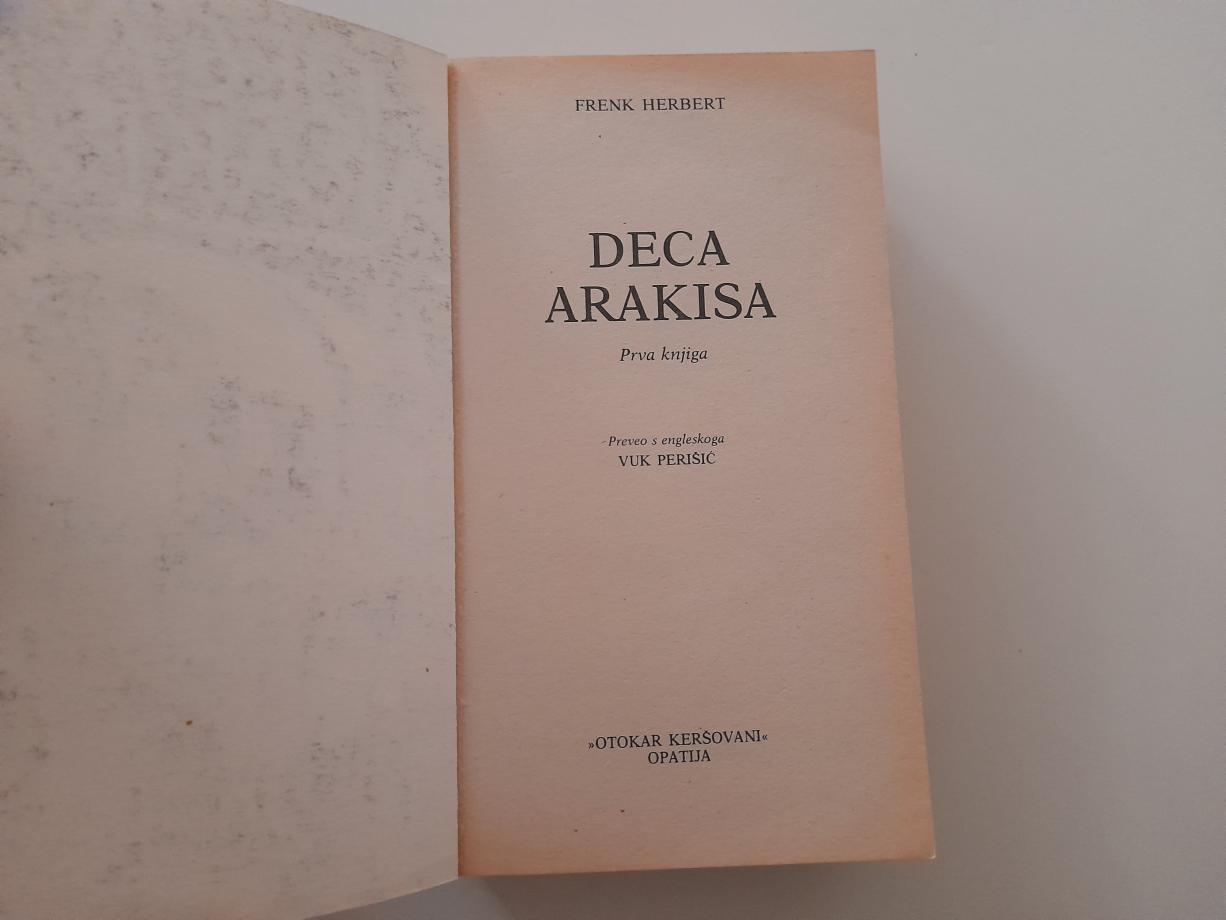 FRENK HERBERT
DECA
ARAKISA
Prva knjiga
Preveo s engleskoga
VUK PERIŠIĆ
»OTOKAR KERŠOVANI«
OPATIJA